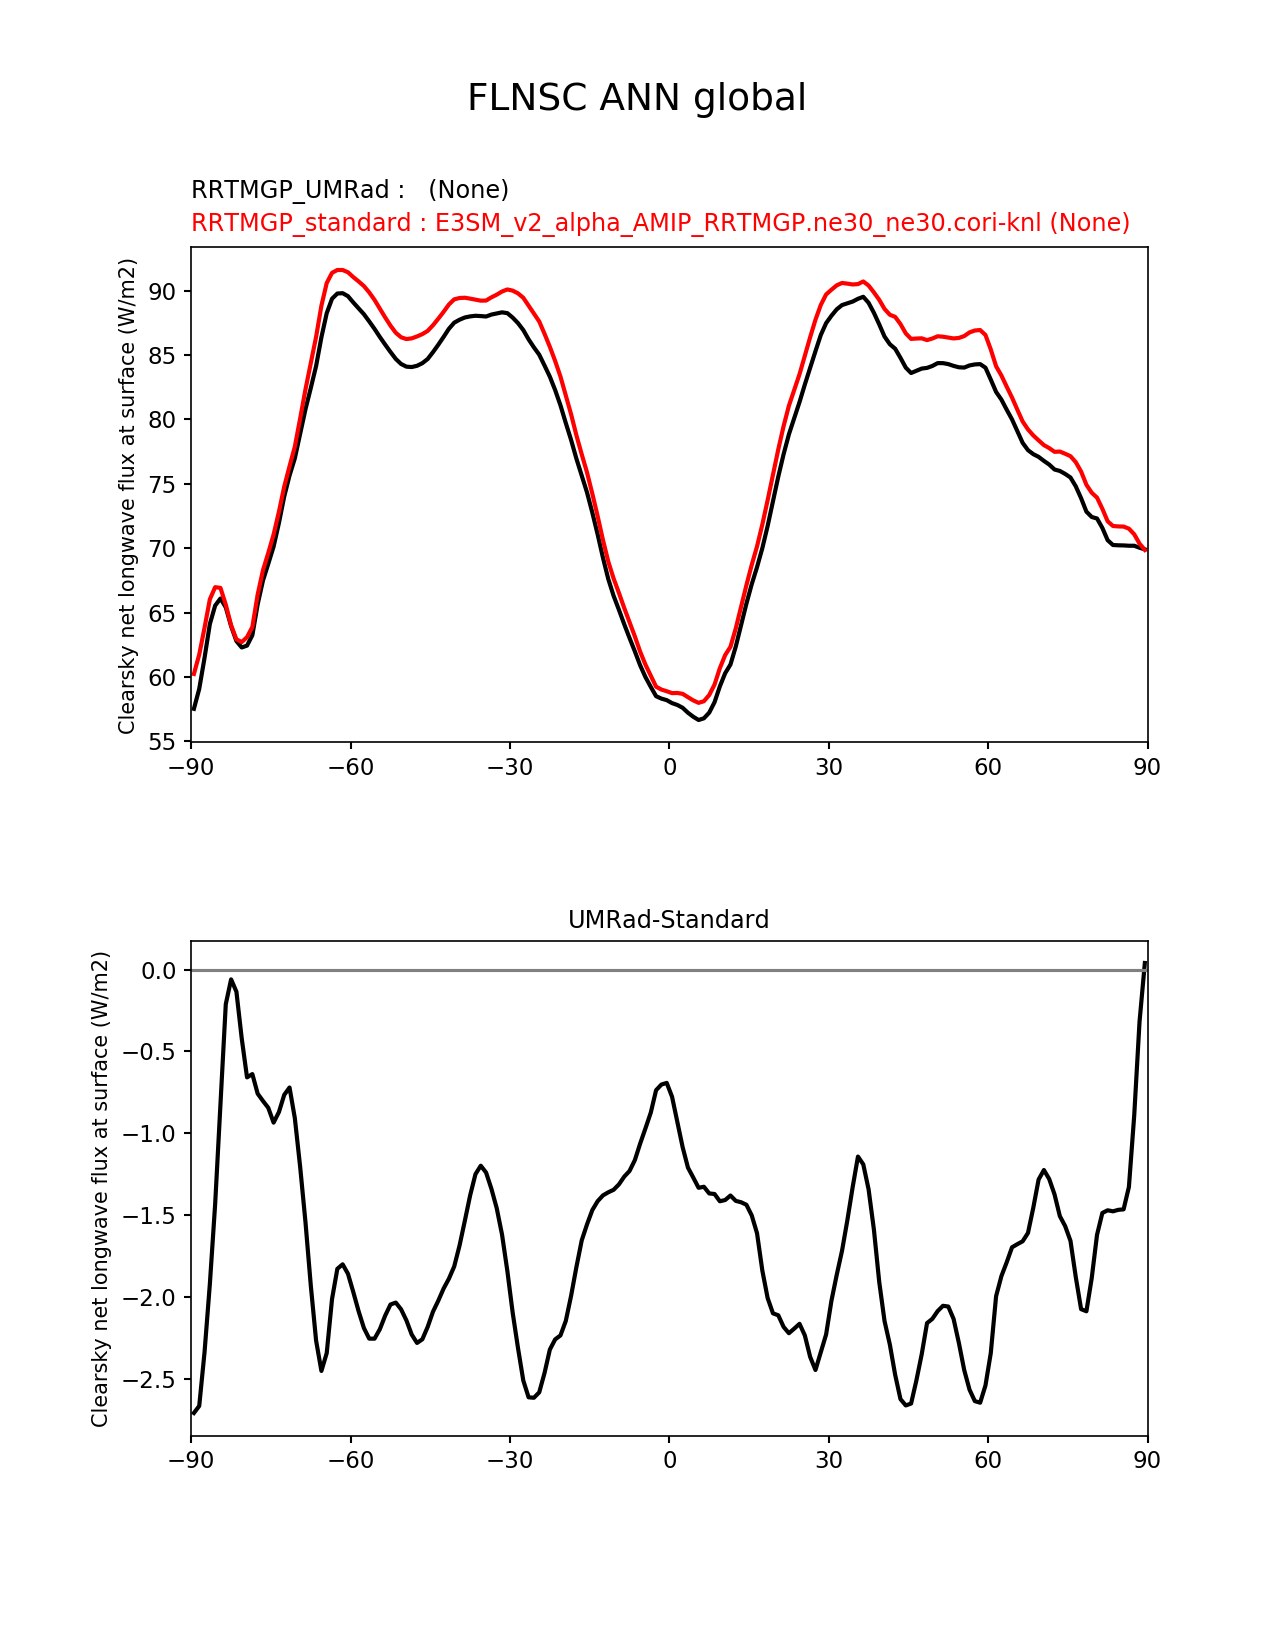 FLNSC ANN global
RRTMGP_UMRad :   (None)
RRTMGP_standard : E3SM_v2_alpha_AMIP_RRTMGP.ne30_ne30.cori-knl (None)
Clearsky net longwave flux at surface (W/m2)
90
85
80
75
70
65
60
55
−90 −60 −30 0 30 60 90
UMRad-Standard
Clearsky net longwave flux at surface (W/m2)
0.0
−0.5
−1.0
−1.5
−2.0
−2.5
−90 −60 −30 0 30 60 90